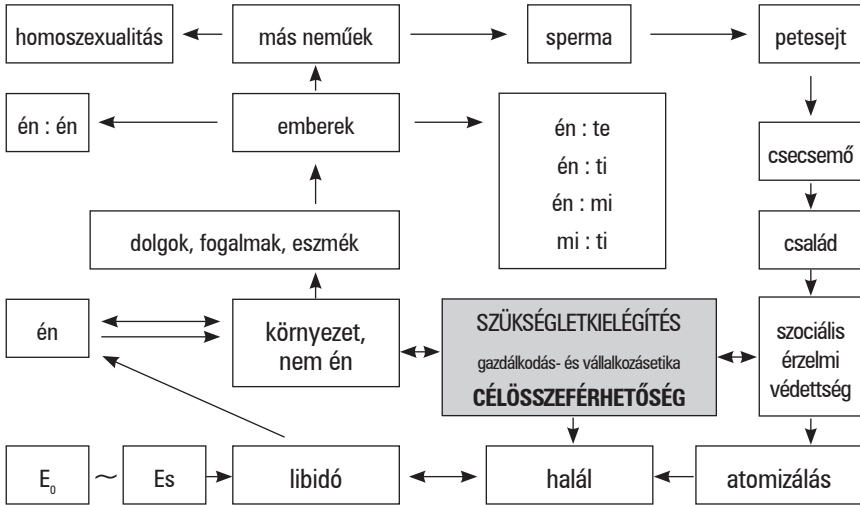 homoszexualitás
más neműek
sperma
petesejt
én : én
emberek
én : te
én : ti
én : mi
mi : ti
csecsemő
dolgok, fogalmak, eszmék
család
én
környezet,
nem én
SZÜKSÉGLETKIELÉGÍTÉS
gazdálkodás- és vállalkozásetika
CÉLÖSSZEFÉRHETŐSÉG
szociális
érzelmi
védettség
E₀ ~ Es
libidó
halál
atomizálás